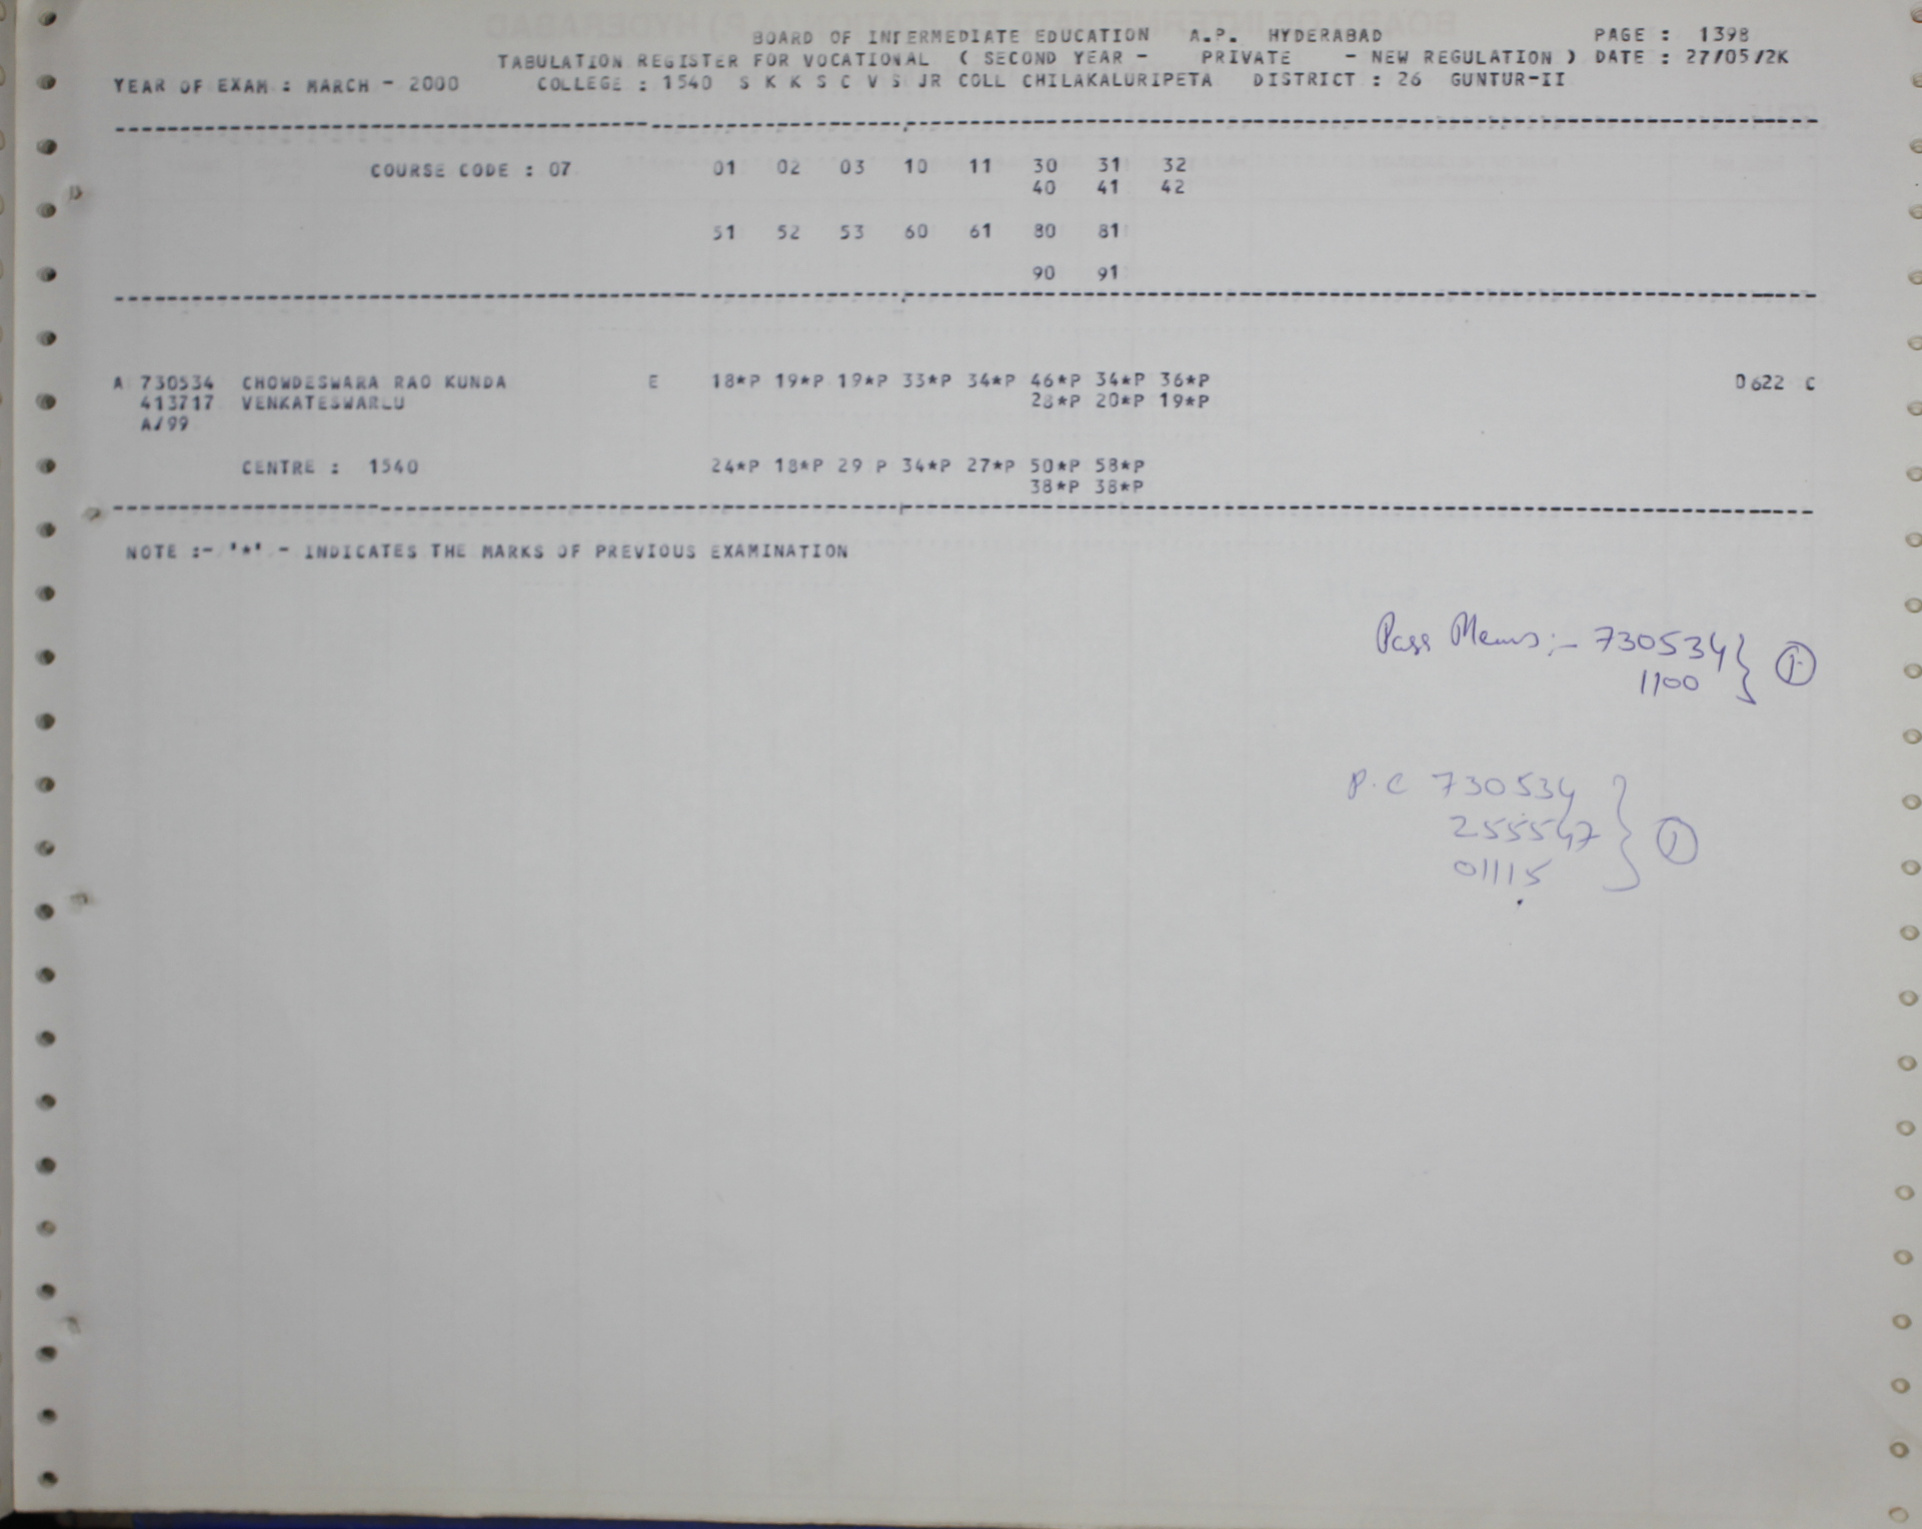 BOARD OF INTERMEDIATE EDUCATION A.P. HYDERABAD PAGE : 1398
TABULATION REGISTER FOR VOCATIONAL ( SECOND YEAR - PRIVATE - NEW REGULATION ) DATE : 27/05/2K
YEAR OF EXAM : MARCH - 2000 COLLEGE : 1540 S K K S C V S JR COLL CHILAKALURIPETA DISTRICT : 26 GUNTUR-II
COURSE CODE : 07 01 02 03 10 11 30 31 32
40 41 42
51 52 53 60 61 80 81
90 91
A 730534 CHOWDESWARA RAO KUNDA E 18*P 19*P 19*P 33*P 34*P 46*P 34*P 36*P 0622 C
413717 VENKATESWARLU 20*P 19*P
A/99
CENTRE : 1540 24*P 18*P 29 P 34*P 27*P 50*P 58*P
38*P 38*P
NOTE :- '*' - INDICATES THE MARKS OF PREVIOUS EXAMINATION
Pass :- 730534
1100
P.C 730534
255547
01115